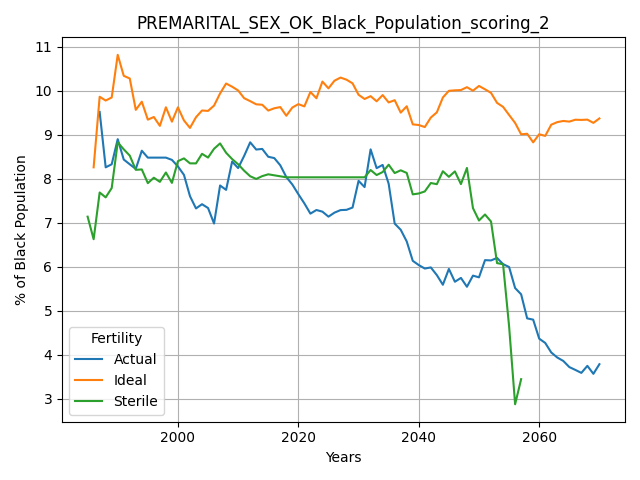 PREMARITAL_SEX_OK_Black_Population_scoring_2
% of Black Population
11
10
9
8
7
6
5
4
3
Fertility
Actual
Ideal
Sterile
2000 2020 2040 2060
Years